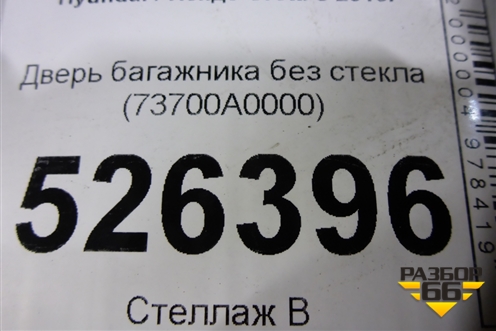 Дверь багажника без стекла
(73700A0000)
526396
Стеллаж В
РАЗБОР
66